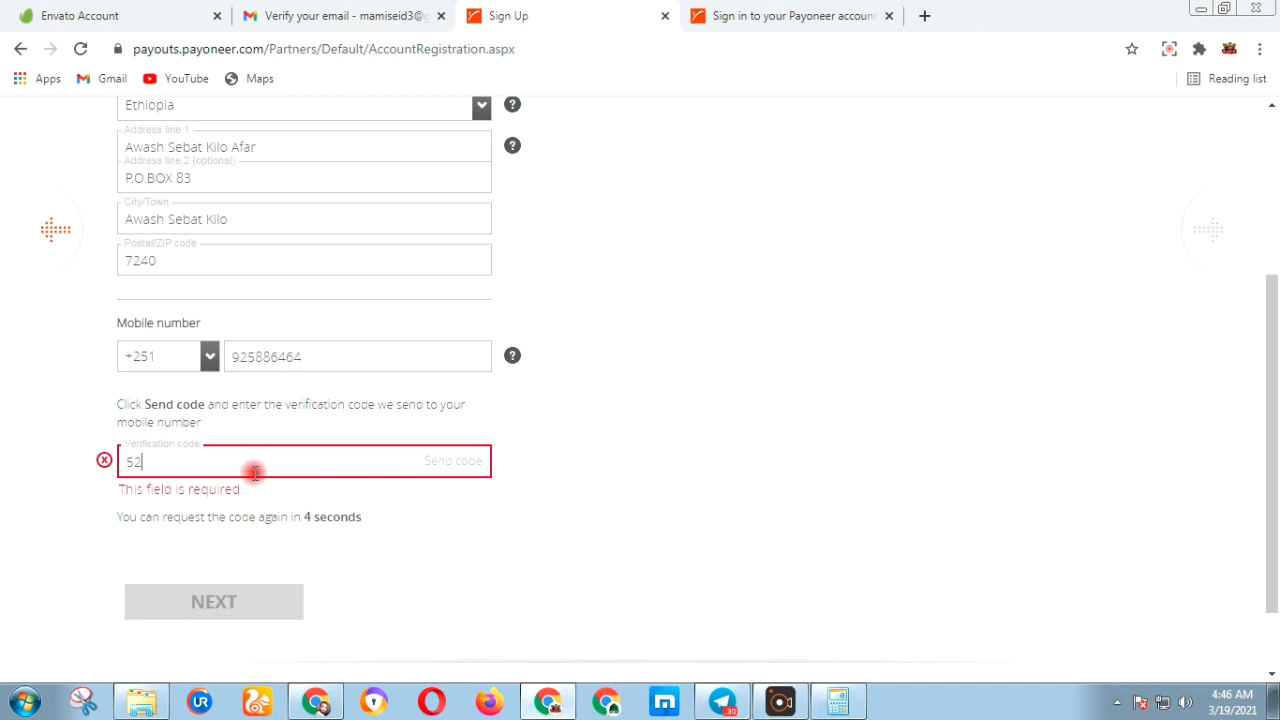 Envato Account
Verify your email - mamiseid3@g
Sign Up
Sign in to your Payoneer account
payouts.payoneer.com/Partners/Default/AccountRegistration.aspx
Apps
Gmail
YouTube
Maps
Reading list
Ethiopia
?
Address line 1
Awash Sebat Kilo Afar
?
Address line 2 (optional)
P.O.BOX 83
City/Town
Awash Sebat Kilo
Postal/ZIP code
7240
Mobile number
+251
925886464
?
Click Send code and enter the verification code we send to your
mobile number
Verification code
52
Send code
This field is required.
You can request the code again in 4 seconds
NEXT
UR
30
4:46 AM
3/19/2021